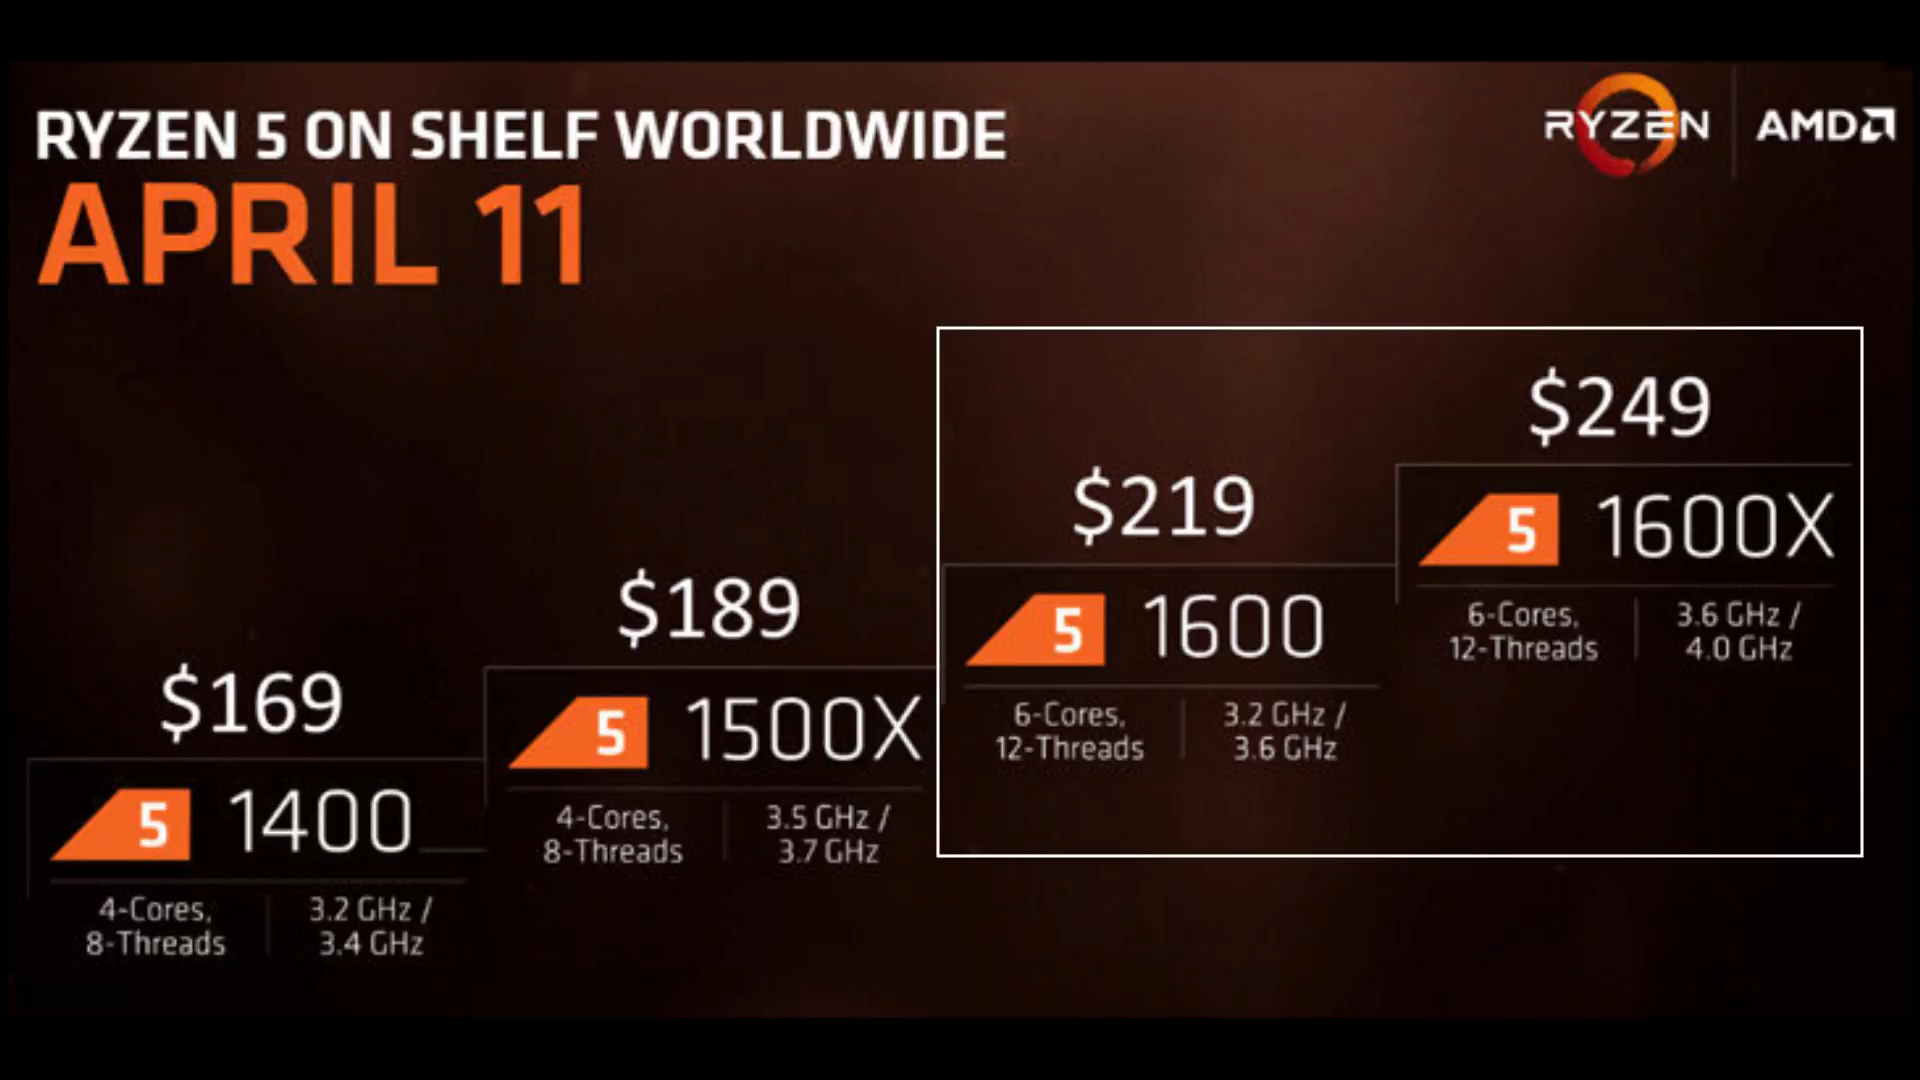 RYZEN 5 ON SHELF WORLDWIDE
APRIL 11
RYZEN
AMD
$169
5 1400
4-Cores,
8-Threads
3.2 GHz /
3.4 GHz
$189
5 1500X
4-Cores,
8-Threads
3.5 GHz /
3.7 GHz
$219
5 1600
6-Cores,
12-Threads
3.2 GHz /
3.6 GHz
$249
5 1600X
6-Cores,
12-Threads
3.6 GHz /
4.0 GHz